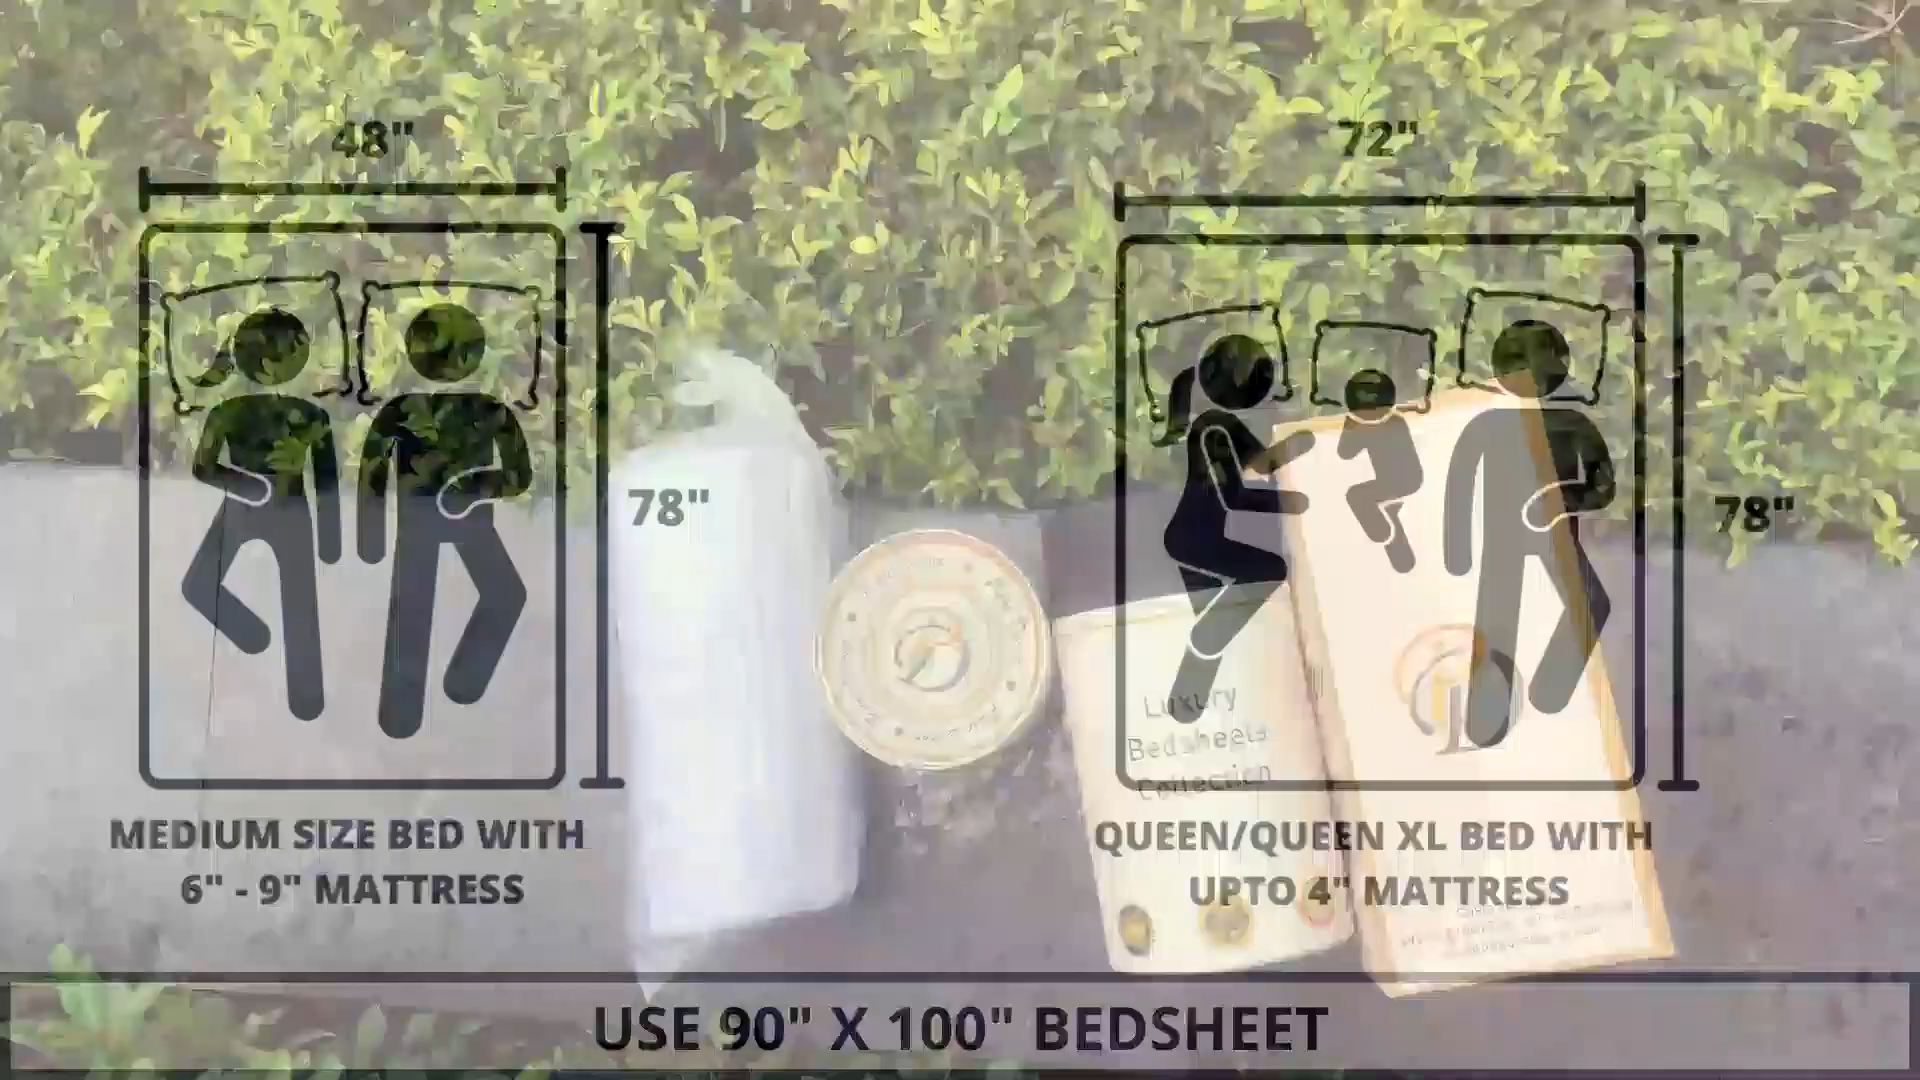 48"
72"
78"
78"
Luxury
Bedsheets
Collection
MEDIUM SIZE BED WITH
6" - 9" MATTRESS
QUEEN/QUEEN XL BED WITH
UPTO 4" MATTRESS
USE 90" X 100" BEDSHEET